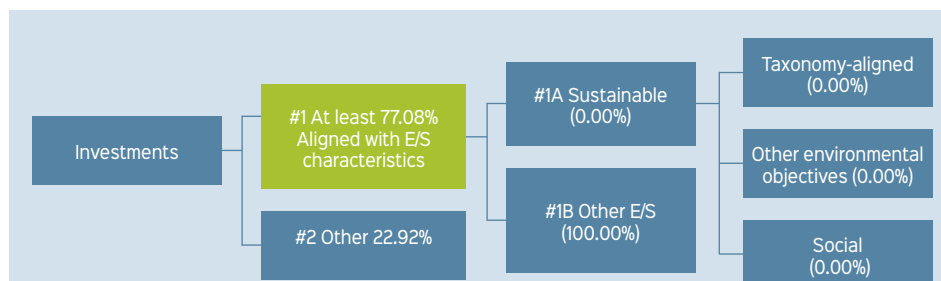 Investments
#1 At least 77.08%
Aligned with E/S
characteristics
#2 Other 22.92%
#1A Sustainable
(0.00%)
#1B Other E/S
(100.00%)
Taxonomy-aligned
(0.00%)
Other environmental
objectives (0.00%)
Social
(0.00%)